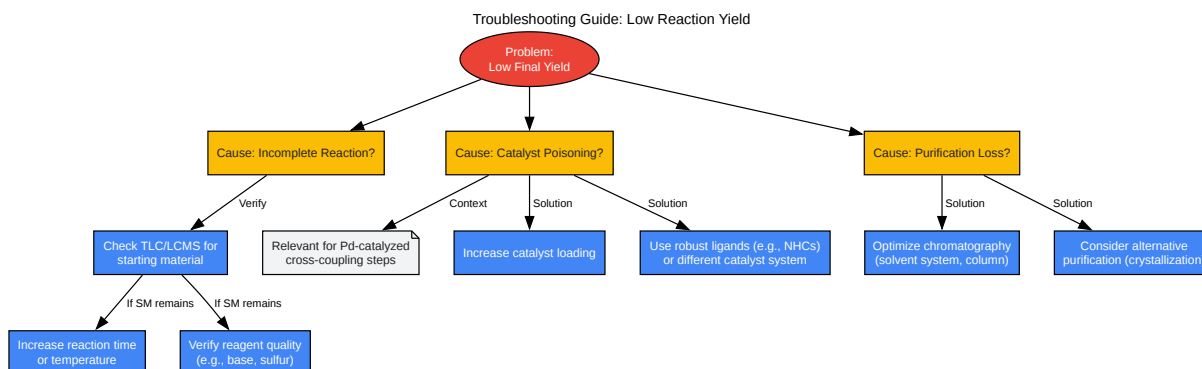 Troubleshooting Guide: Low Reaction Yield
Problem:
Low Final Yield
Cause: Incomplete Reaction?
Cause: Catalyst Poisoning?
Cause: Purification Loss?
Verify
Context
Solution
Solution
Solution
Solution
Check TLC/LCMS for
starting material
Relevant for Pd-catalyzed
cross-coupling steps
Increase catalyst loading
Use robust ligands (e.g., NHCs)
or different catalyst system
Optimize chromatography
(solvent system, column)
Consider alternative
purification (crystallization
If SM remains
If SM remains
Increase reaction time
or temperature
Verify reagent quality
(e.g., base, sulfur)